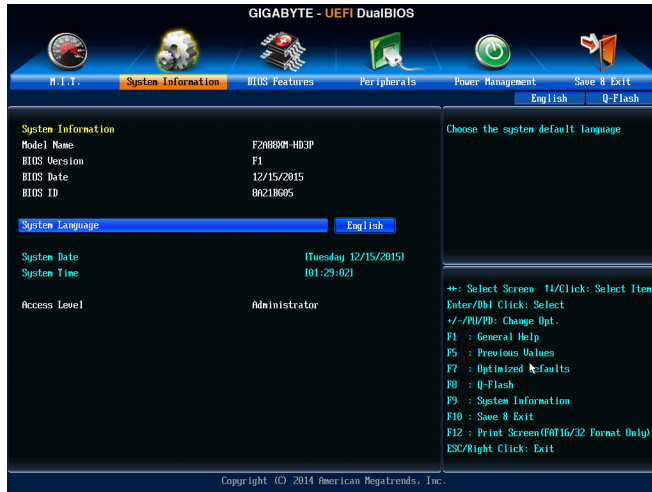 GIGABYTE - UEFI DualBIOS
M.I.T. System Information BIOS Features Peripherals Power Management Save & Exit
English Q-Flash
System Information
Model Name F2A88XM-HD3P
BIOS Version F1
BIOS Date 12/15/2015
BIOS ID 8A21BG05
System Language English
System Date [Tuesday 12/15/2015]
System Time [01:29:02]
Access Level Administrator
Choose the system default language
↔: Select Screen ↑↓/Click: Select Item
Enter/Dbl Click: Select
+/-/PU/PD: Change Opt.
F1 : General Help
F5 : Previous Values
F7 : Optimized Defaults
F8 : Q-Flash
F9 : System Information
F10 : Save & Exit
F12 : Print Screen(FAT16/32 Format Only)
ESC/Right Click: Exit
Copyright (C) 2014 American Megatrends, Inc.